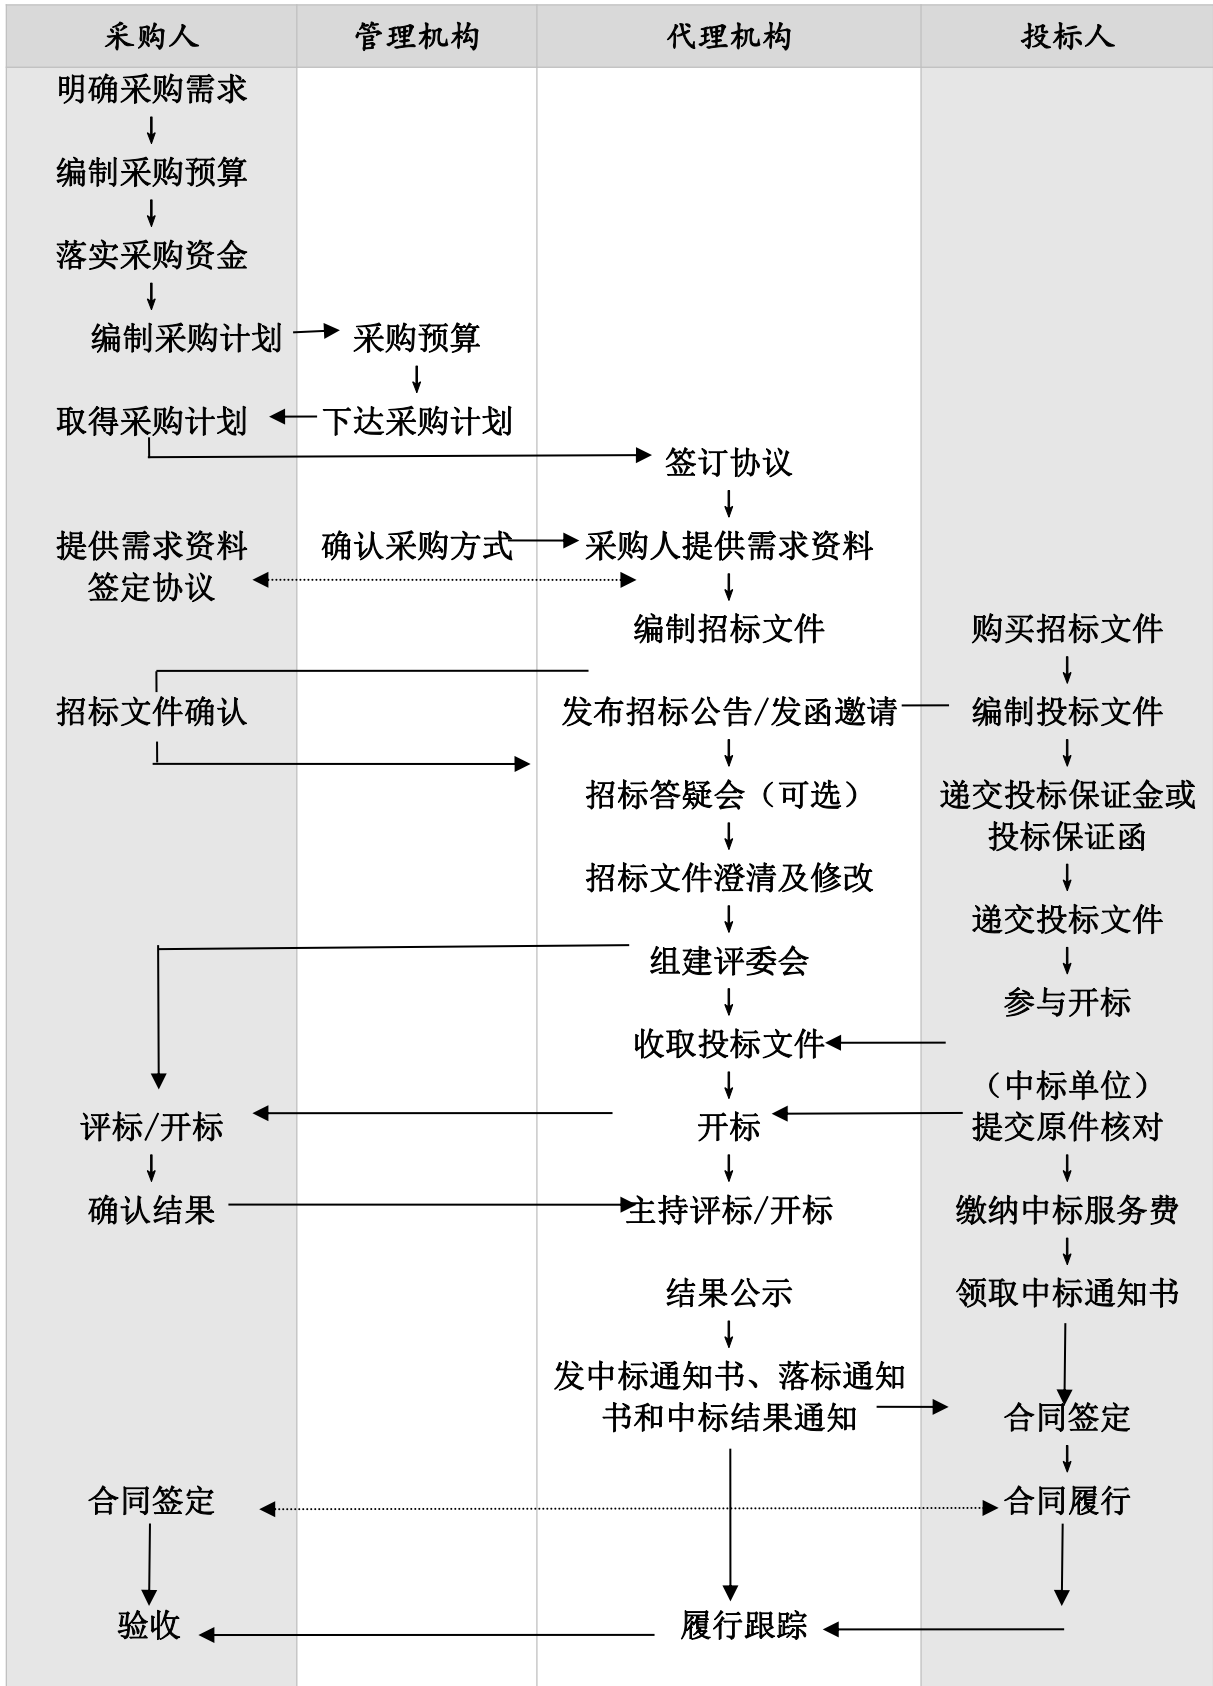 采购人 管理机构 代理机构 投标人
明确采购需求
编制采购预算
落实采购资金
编制采购计划 采购预算
取得采购计划 下达采购计划
签订协议
提供需求资料 确认采购方式 采购人提供需求资料
签定协议
编制招标文件 购买招标文件
招标文件确认 发布招标公告/发函邀请 编制投标文件
招标答疑会（可选） 递交投标保证金或
投标保证函
招标文件澄清及修改
递交投标文件
组建评委会
参与开标
收取投标文件
（中标单位）
评标/开标 开标 提交原件核对
确认结果 主持评标/开标 缴纳中标服务费
结果公示 领取中标通知书
发中标通知书、落标通知
书和中标结果通知 合同签定
合同签定 合同履行
验收 履行跟踪